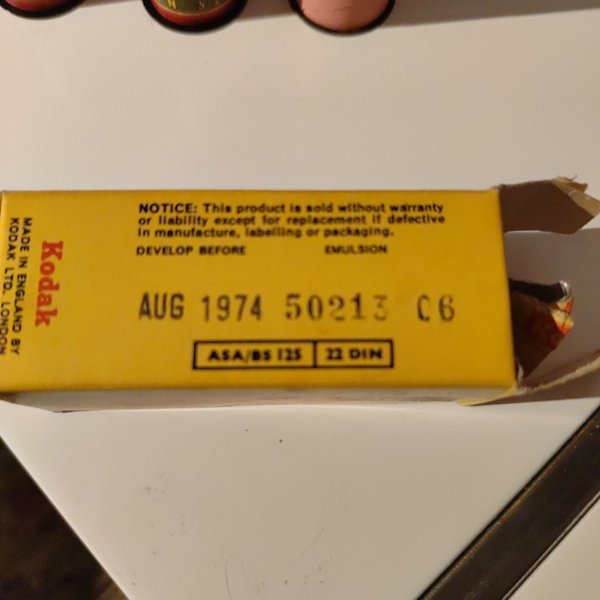 NOTICE: This product is sold without warranty
or liability except for replacement if defective
in manufacture, labelling or packaging.
DEVELOP BEFORE EMULSION
AUG 1974 50213 C6
ASA/BS 125 22 DIN
Kodak
MADE IN ENGLAND BY
KODAK LTD. LONDON